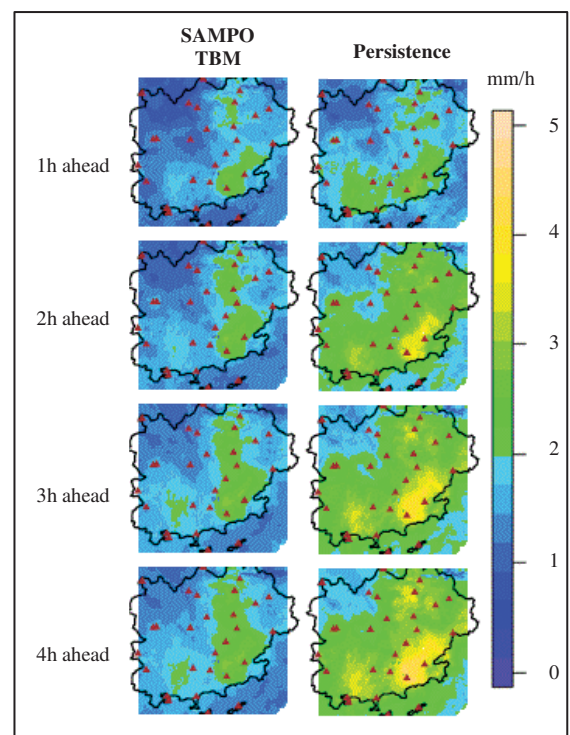 SAMPO
TBM
Persistence
mm/h
5
1h ahead
4
2h ahead
3
2
3h ahead
1
4h ahead
0